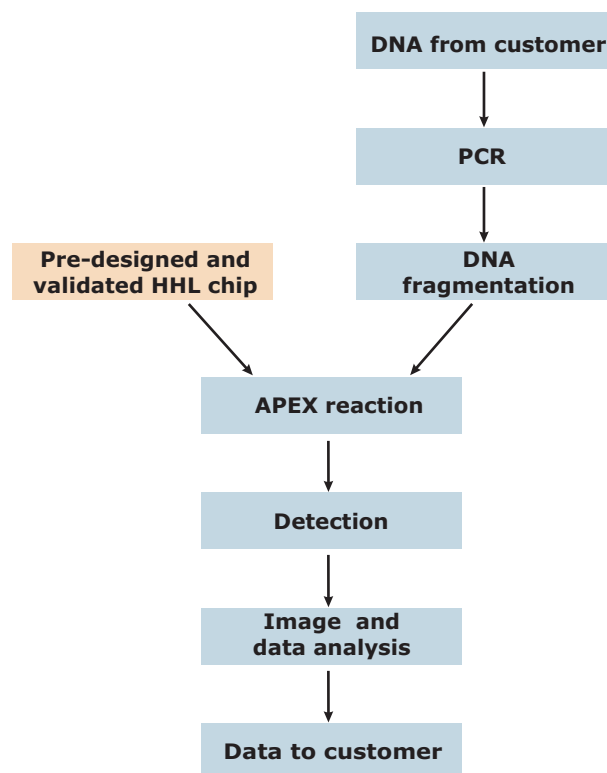 DNA from customer
PCR
Pre-designed and
validated HHL chip
DNA
fragmentation
APEX reaction
Detection
Image and
data analysis
Data to customer